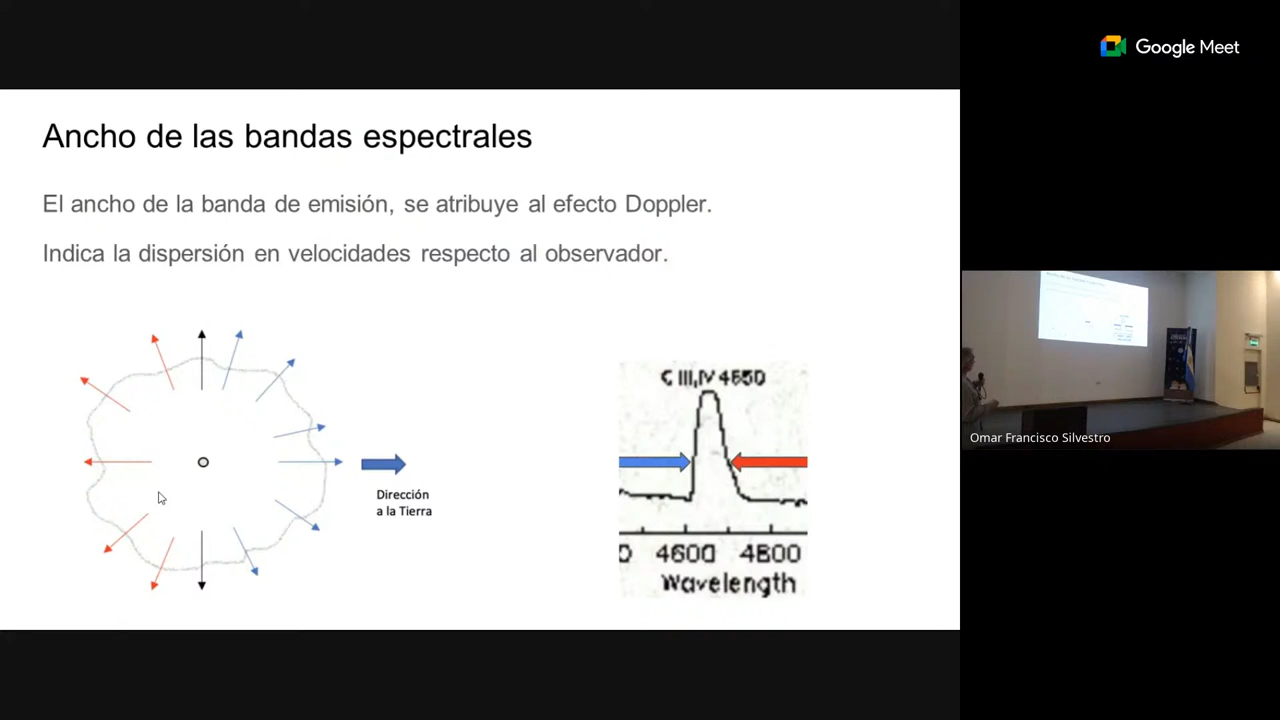 Google Meet
Ancho de las bandas espectrales
El ancho de la banda de emisión, se atribuye al efecto Doppler.
Indica la dispersión en velocidades respecto al observador.
Dirección
a la Tierra
C III,IV 4650
0 4600 4800
Wavelength
Omar Francisco Silvestro